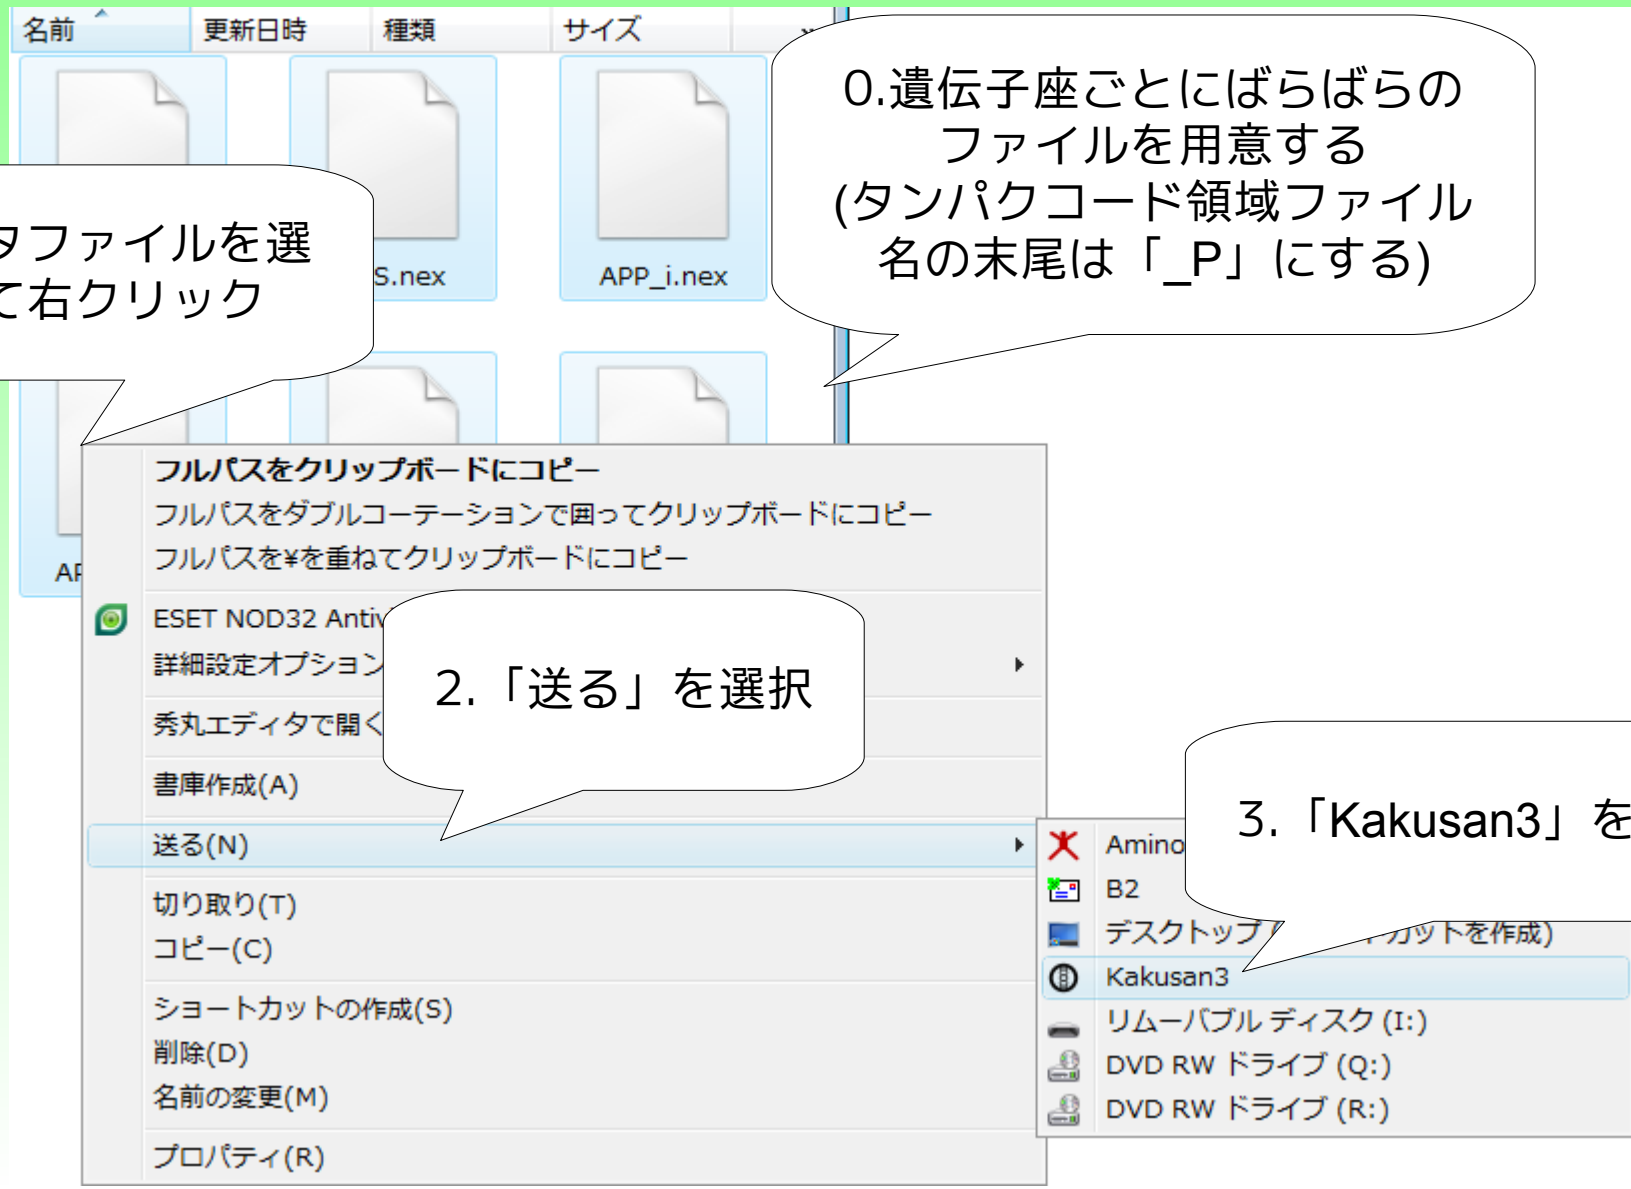 名前 更新日時 種類 サイズ
0.遺伝子座ごとにばらばらの
ファイルを用意する
(タンパクコード領域ファイル
名の末尾は「_P」にする)
タファイルを選
て右クリック
S.nex
APP_i.nex
フルパスをクリップボードにコピー
フルパスをダブルコーテーションで囲ってクリップボードにコピー
フルパスを¥を重ねてクリップボードにコピー
ESET NOD32
詳細設定オプション
2.「送る」を選択
秀丸エディタで開く
書庫作成(A)
送る(N)
切り取り(T)
コピー(C)
ショートカットの作成(S)
削除(D)
名前の変更(M)
プロパティ(R)
3.「Kakusan3」を
Amino
B2
デスクトップ カットを作成)
Kakusan3
リムーバブル ディスク (I:)
DVD RW ドライブ (Q:)
DVD RW ドライブ (R:)